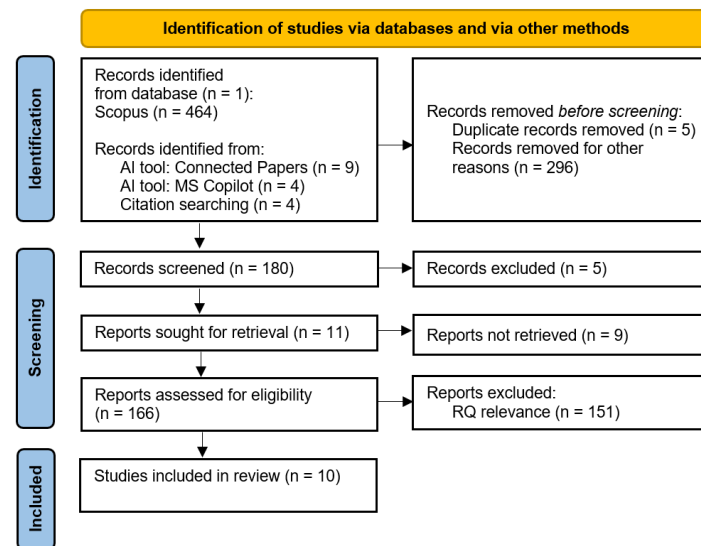 Identification of studies via databases and via other methods
Identification
Records identified
from database (n = 1):
Scopus (n = 464)
Records identified from:
AI tool: Connected Papers (n = 9)
AI tool: MS Copilot (n = 4)
Citation searching (n = 4)
Records removed before screening:
Duplicate records removed (n = 5)
Records removed for other
reasons (n = 296)
Screening
Records screened (n = 180)
Records excluded (n = 5)
Reports sought for retrieval (n = 11)
Reports not retrieved (n = 9)
Reports assessed for eligibility
(n = 166)
Reports excluded:
RQ relevance (n = 151)
Included
Studies included in review (n = 10)